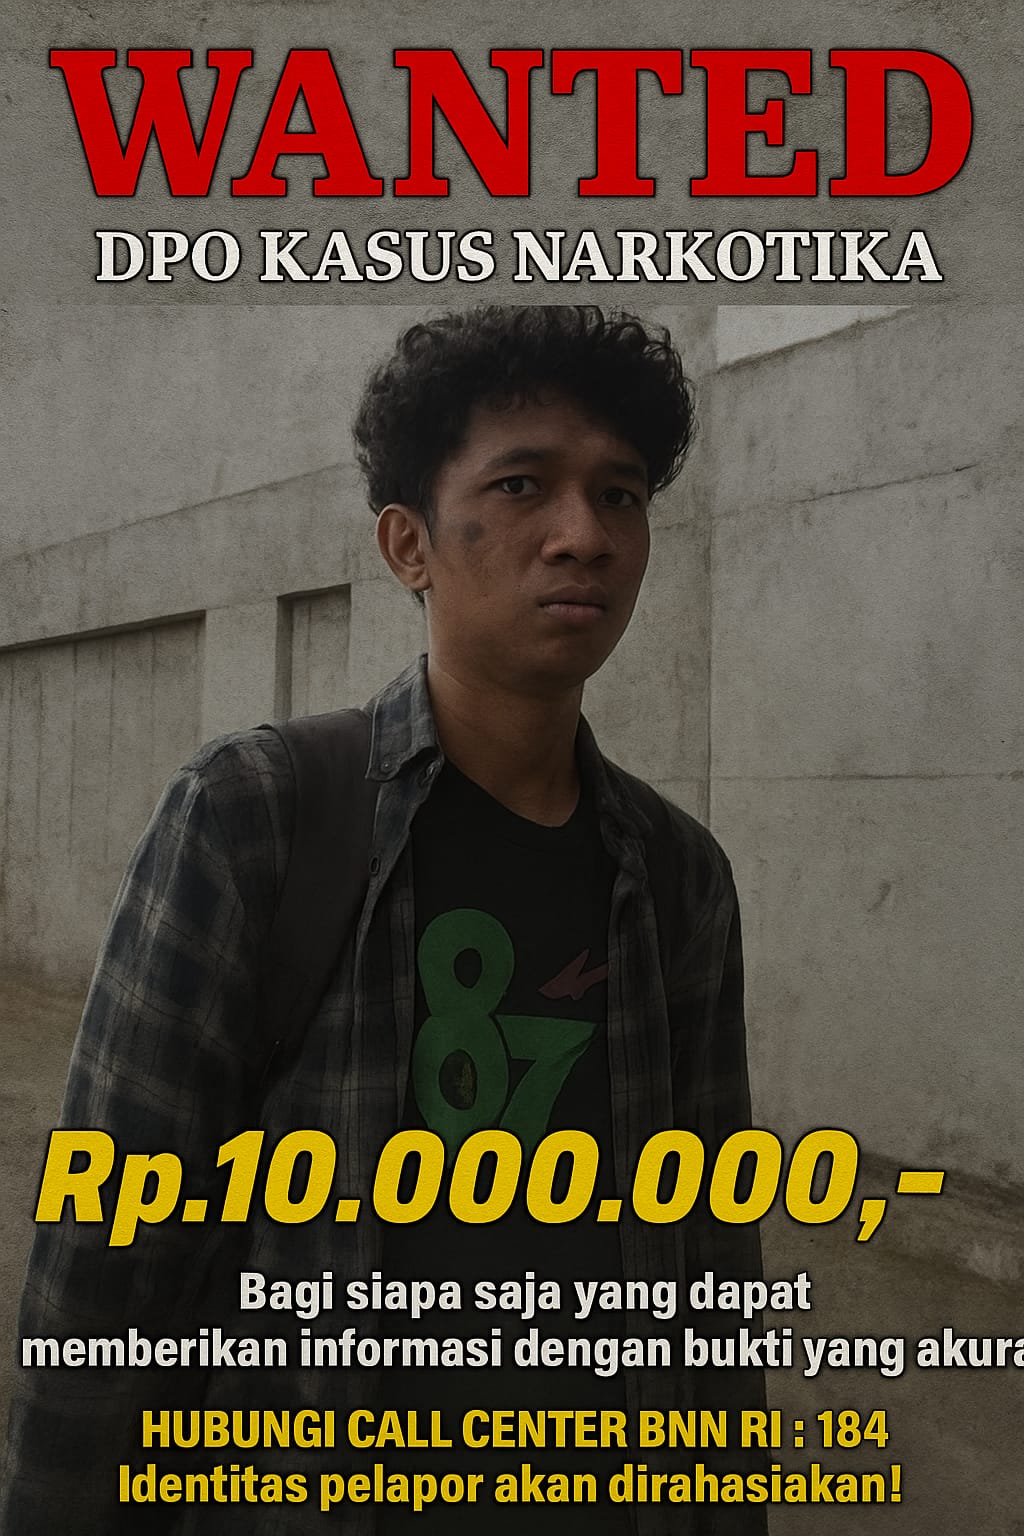 WANTED
DPO KASUS NARKOTIKA
87
07
Rp.10.000.000,-
Bagi siapa saja yang dapat
memberikan informasi dengan bukti yang akura
HUBUNGI CALL CENTER BNN RI : 184
Identitas pelapor akan dirahasiakan!